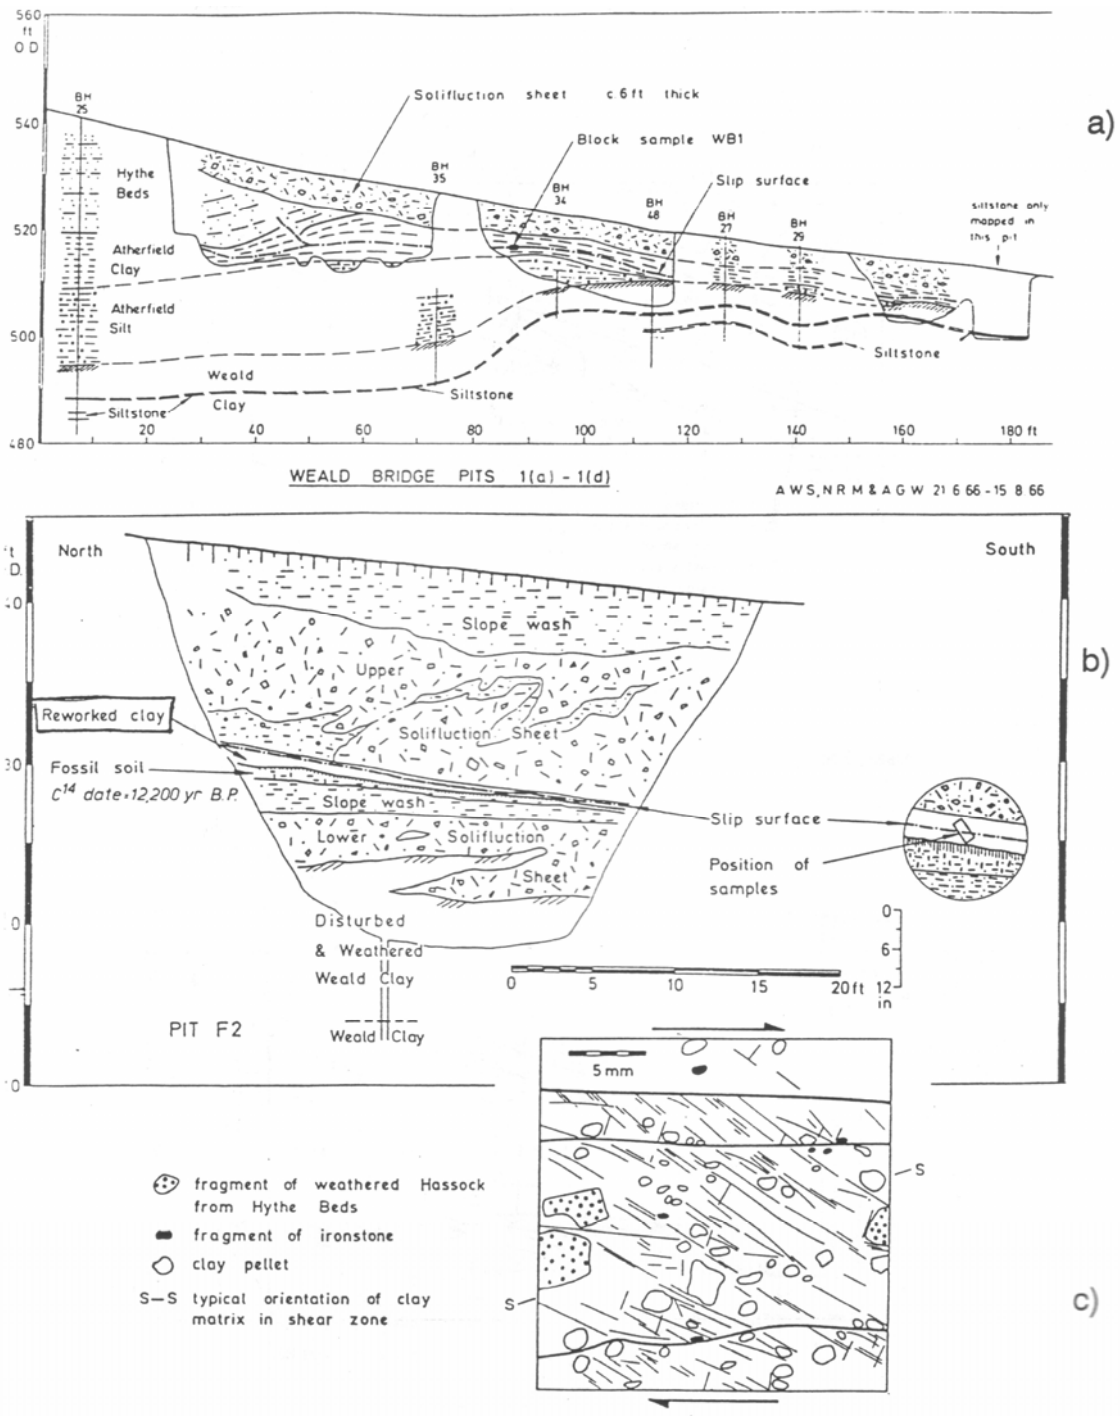 560
ft
O D
a)
BH
25
Solifluction sheet c 6 ft thick
540
Block sample WB1
BH
35
Slip surface
BH
34
BH
48
Hythe
Beds
BH
27
BH
29
siltstone only
mapped in
this pit
520
Atherfield
Clay
Atherfield
Silt
500
Siltstone
Weald
Clay
Siltstone
Siltstone
480
0 20 40 60 80 100 120 140 160 180 ft
WEALD BRIDGE PITS 1(a) - 1(d)
A W S, N R M & A G W 21 6 66 - 15 8 66
North
South
Slope wash
b)
Upper
Reworked clay
Solifluction Sheet
30
Fossil soil
C14 date = 12,200 yr B.P.
Slope wash
Slip surface
Lower Solifluction
Sheet
Position of
samples
Disturbed
& Weathered
Weald Clay
0
6
12
in
0 5 10 15 20 ft
PIT F2
Weald Clay
5 mm
S
fragment of weathered Hassock
from Hythe Beds
fragment of ironstone
clay pellet
S—S typical orientation of clay
matrix in shear zone
S
c)